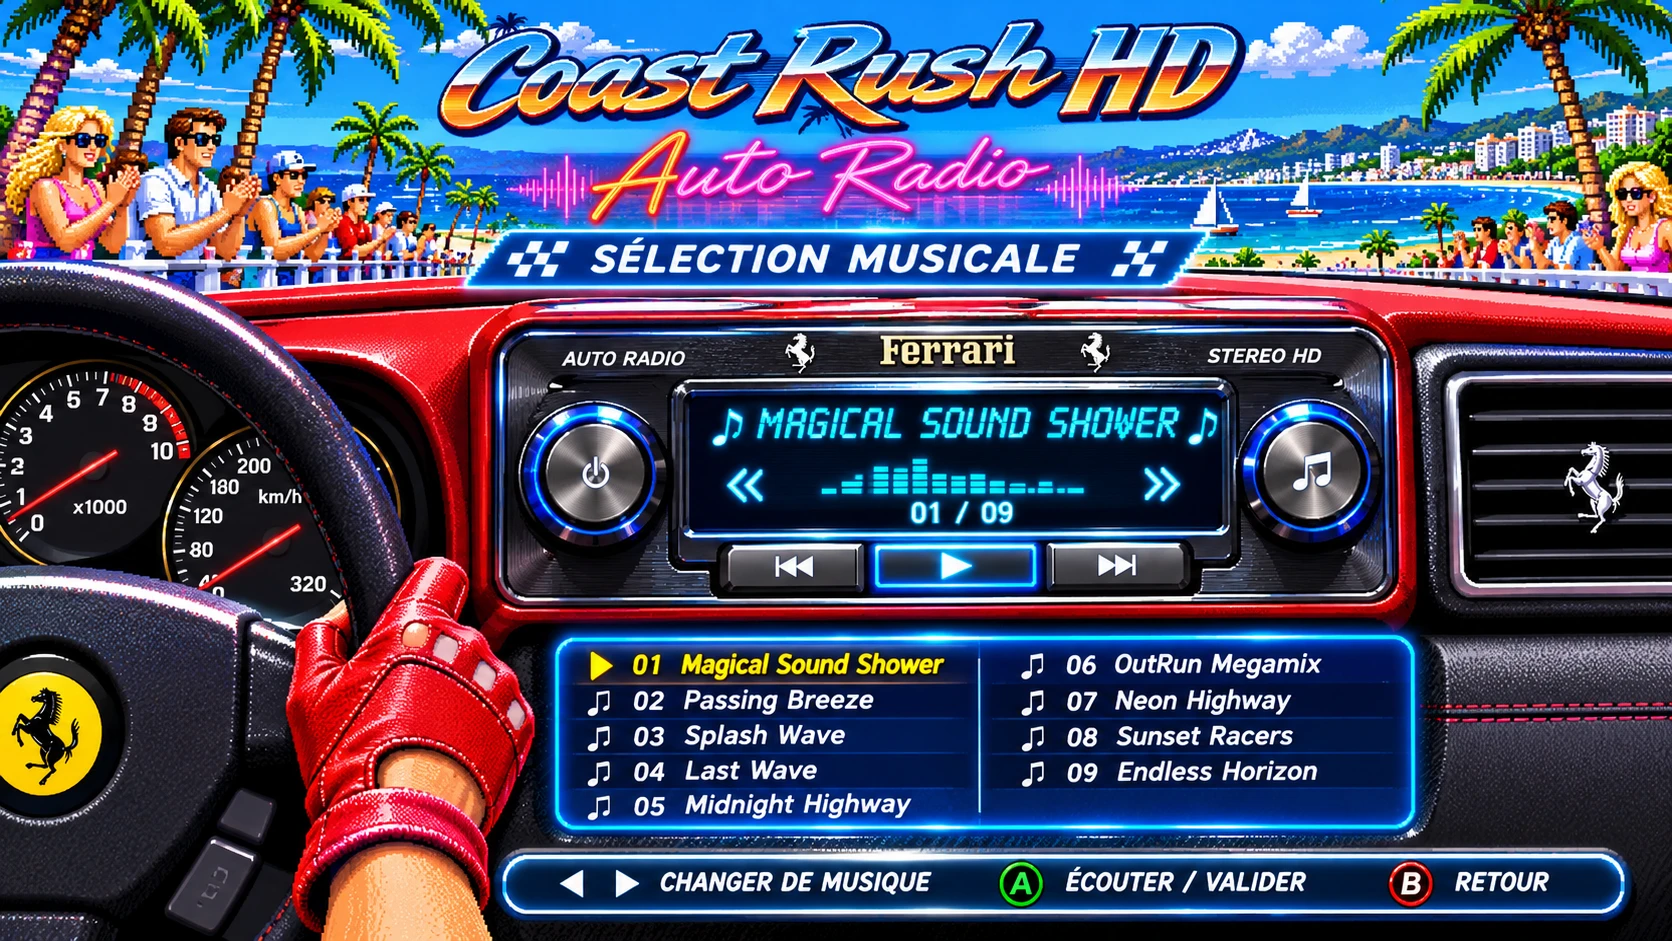 Coast Rush HD
Auto Radio
SÉLECTION MUSICALE
AUTO RADIO
Ferrari
STEREO HD
♪ MAGICAL SOUND SHOWER ♪
01 / 09
0 1 2 3 4 5 7 8 9 10
x1000
40 80 120 180 200 320
km/h
01 Magical Sound Shower
02 Passing Breeze
03 Splash Wave
04 Last Wave
05 Midnight Highway
06 OutRun Megamix
07 Neon Highway
08 Sunset Racers
09 Endless Horizon
CHANGER DE MUSIQUE
A ÉCOUTER / VALIDER
B RETOUR